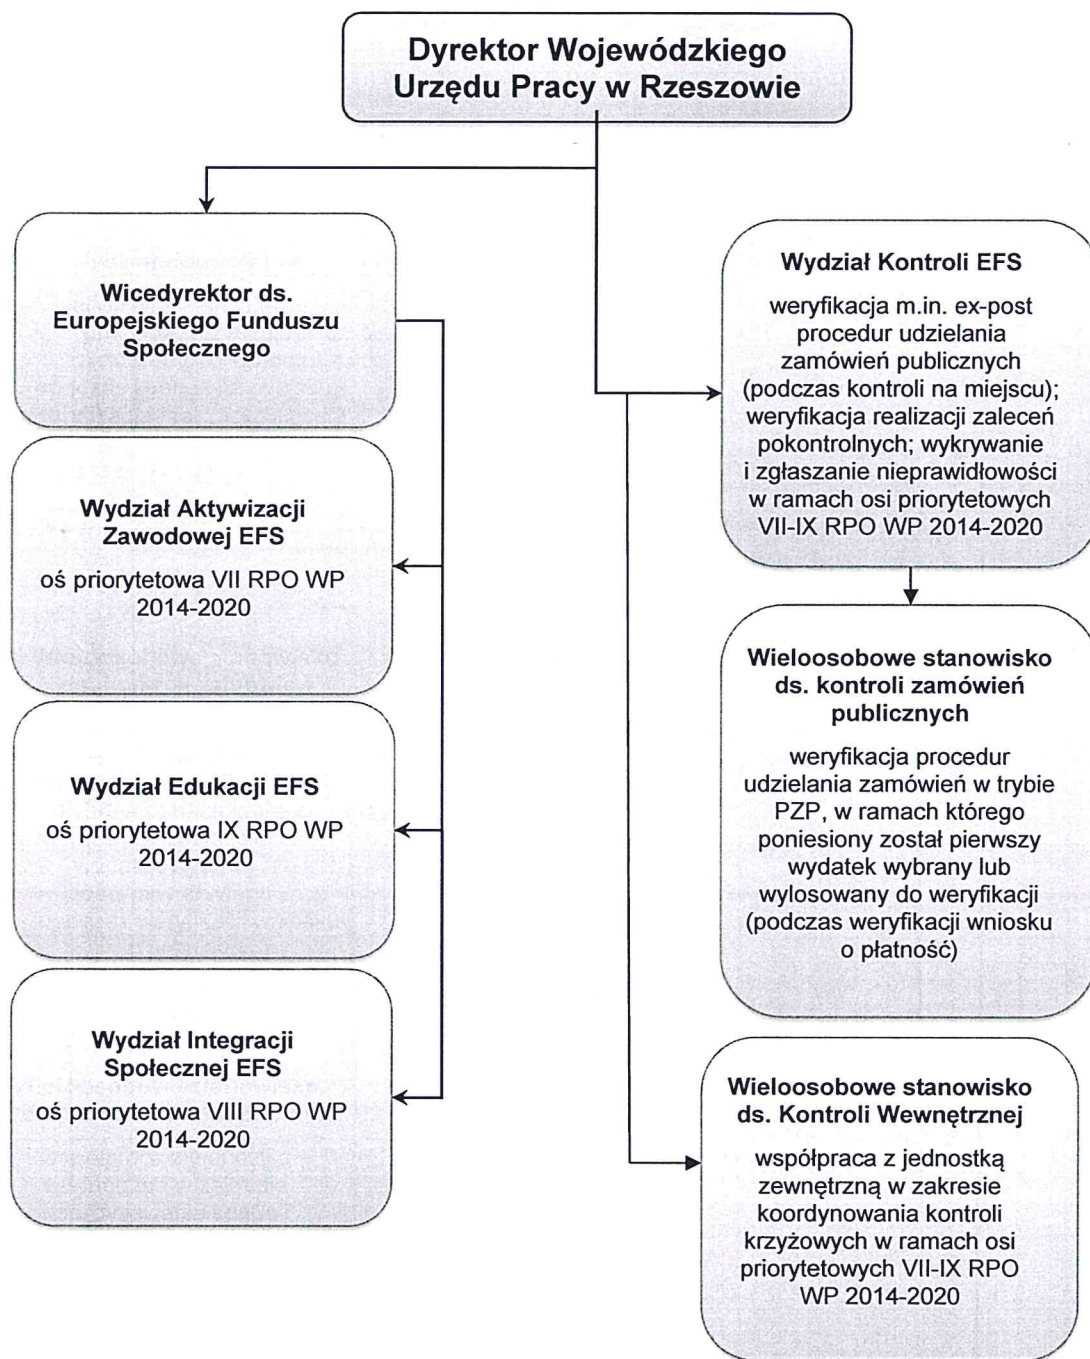 Dyrektor Wojewódzkiego
Urzędu Pracy w Rzeszowie
Wicedyrektor ds.
Europejskiego Funduszu
Społecznego
Wydział Aktywizacji
Zawodowej EFS
oś priorytetowa VII RPO WP
2014-2020
Wydział Edukacji EFS
oś priorytetowa IX RPO WP
2014-2020
Wydział Integracji
Społecznej EFS
oś priorytetowa VIII RPO WP
2014-2020
Wydział Kontroli EFS
weryfikacja m.in. ex-post
procedur udzielania
zamówień publicznych
(podczas kontroli na miejscu);
weryfikacja realizacji zaleceń
pokontrolnych; wykrywanie
i zgłaszanie nieprawidłowości
w ramach osi priorytetowych
VII-IX RPO WP 2014-2020
Wieloosobowe stanowisko
ds. kontroli zamówień
publicznych
weryfikacja procedur
udzielania zamówień w trybie
PZP, w ramach którego
poniesiony został pierwszy
wydatek wybrany lub
wylosowany do weryfikacji
(podczas weryfikacji wniosku
o płatność)
Wieloosobowe stanowisko
ds. Kontroli Wewnętrznej
współpraca z jednostką
zewnętrzną w zakresie
koordynowania kontroli
krzyżowych w ramach osi
priorytetowych VII-IX RPO
WP 2014-2020